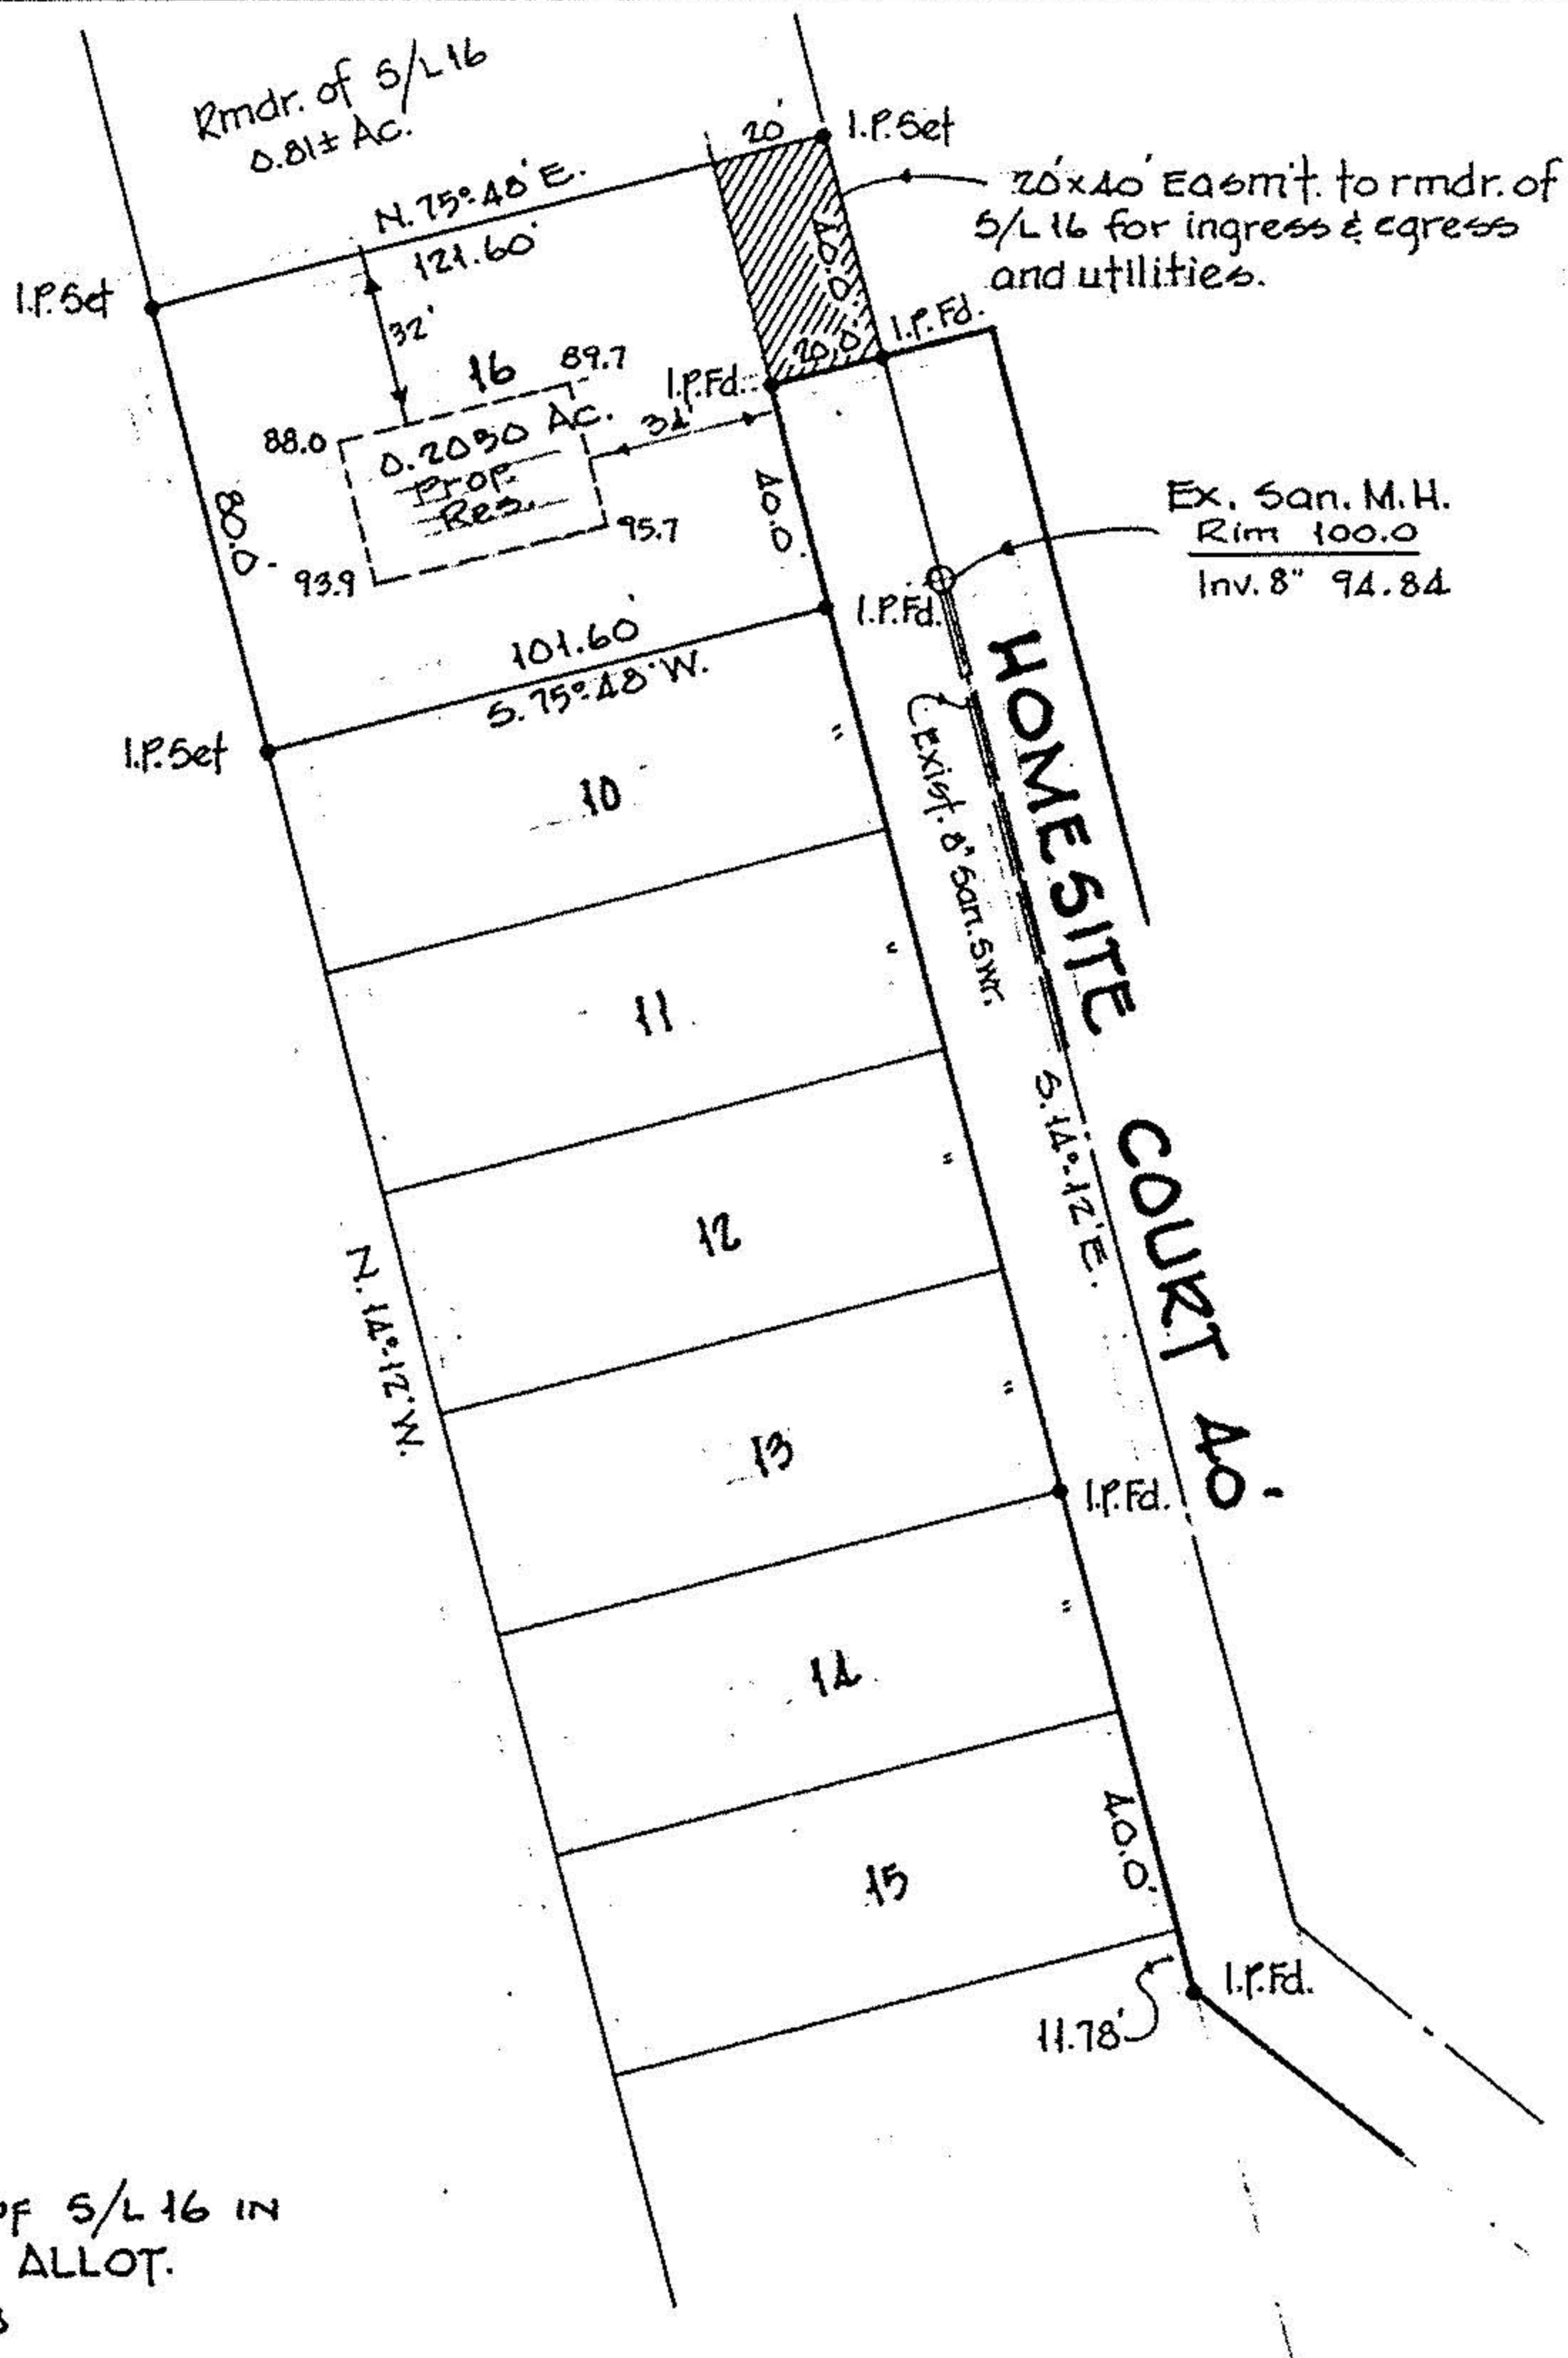 Rmdr. of S/L 16
0.81± Ac.
20'
I.P. Set
N. 75°-48' E.
121.60'
20'x40' Easm't. to rmdr. of
S/L 16 for ingress & egress
and utilities.
40.0'
20.0'
I.P. Set
32'
I.P. Fd.
16
89.7
I.P. Fd.
88.0
0.2030 Ac.
Prop.
Res.
80.0'
93.9
95.7
40.0'
Ex. San. M.H.
Rim 100.0
Inv. 8" 94.84
I.P. Fd.
101.60'
S. 75°-48' W.
I.P. Set
HOMESITE COURT 40'
Exist. 8" San. Swr.
S. 14°-12' E.
"
10
"
11
"
12
N. 14°-12' W.
"
13
I.P. Fd.
"
14
40.0'
15
11.78'
I.P. Fd.
OF S/L 16 IN
ALLOT.